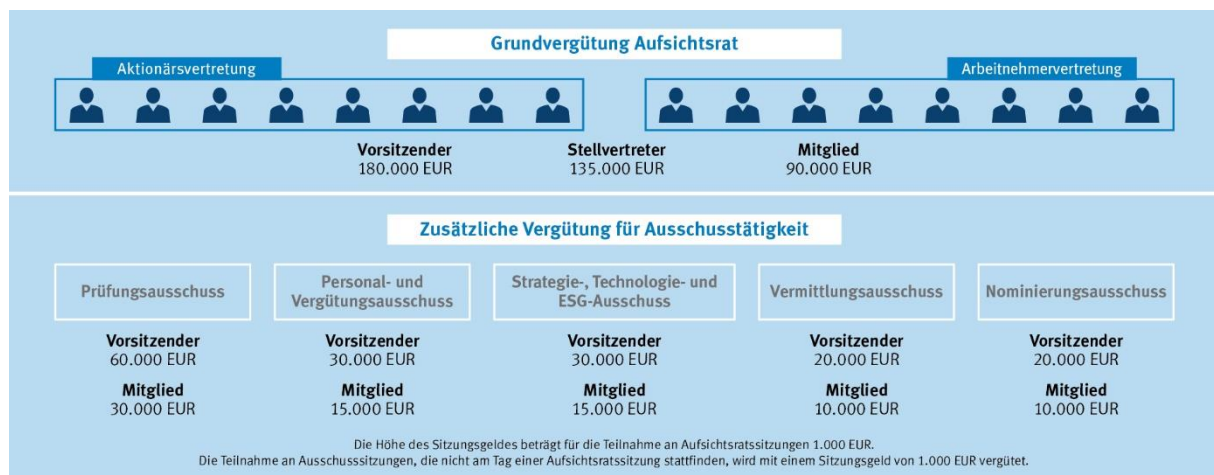 Grundvergütung Aufsichtsrat
Aktionärsvertretung
Arbeitnehmervertretung
Vorsitzender
180.000 EUR
Stellvertreter
135.000 EUR
Mitglied
90.000 EUR
Zusätzliche Vergütung für Ausschusstätigkeit
Prüfungsausschuss
Vorsitzender
60.000 EUR
Mitglied
30.000 EUR
Personal- und
Vergütungsausschuss
Vorsitzender
30.000 EUR
Mitglied
15.000 EUR
Strategie-, Technologie- und
ESG-Ausschuss
Vorsitzender
30.000 EUR
Mitglied
15.000 EUR
Vermittlungsausschuss
Vorsitzender
20.000 EUR
Mitglied
10.000 EUR
Nominierungsausschuss
Vorsitzender
20.000 EUR
Mitglied
10.000 EUR
Die Höhe des Sitzungsgeldes beträgt für die Teilnahme an Aufsichtsratssitzungen 1.000 EUR.
Die Teilnahme an Ausschusssitzungen, die nicht am Tag einer Aufsichtsratssitzung stattfinden, wird mit einem Sitzungsgeld von 1.000 EUR vergütet.